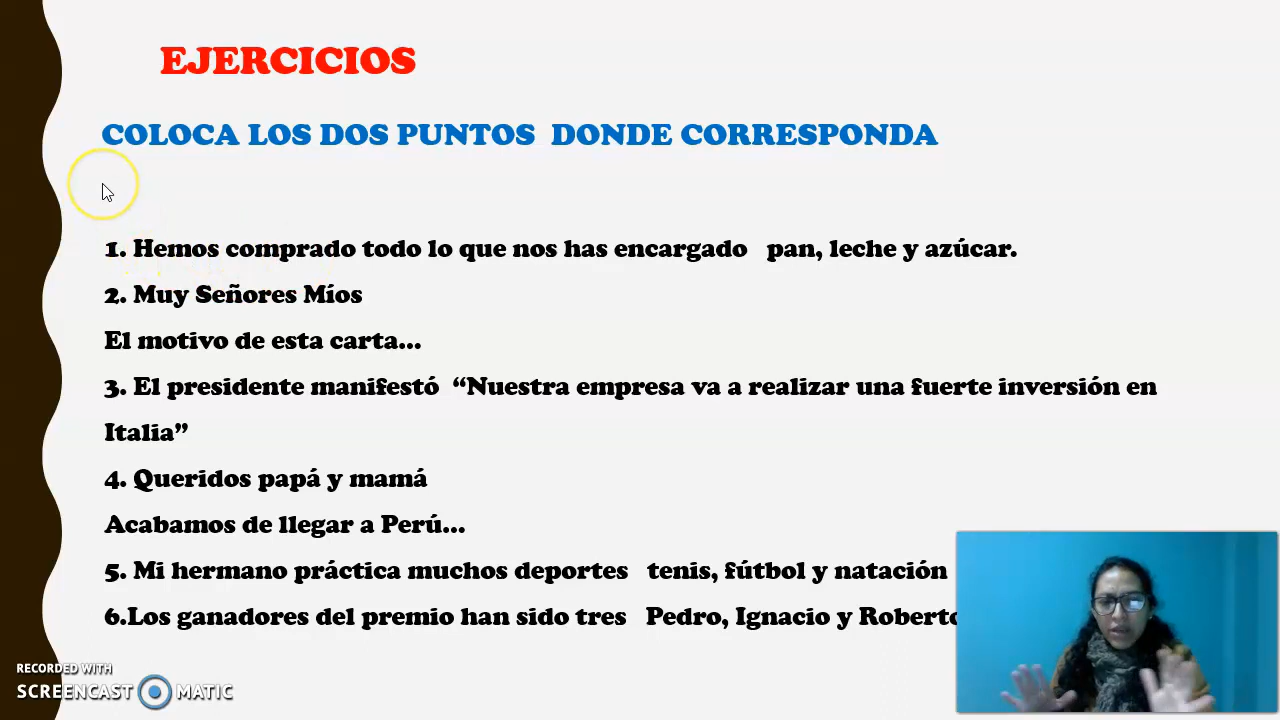 EJERCICIOS
COLOCA LOS DOS PUNTOS DONDE CORRESPONDA
1. Hemos comprado todo lo que nos has encargado pan, leche y azúcar.
2. Muy Señores Míos
El motivo de esta carta...
3. El presidente manifestó “Nuestra empresa va a realizar una fuerte inversión en
Italia”
4. Queridos papá y mamá
Acabamos de llegar a Perú...
5. Mi hermano práctica muchos deportes tenis, fútbol y natación
6.Los ganadores del premio han sido tres Pedro, Ignacio y Roberto
RECORDED WITH
SCREENCAST MATIC